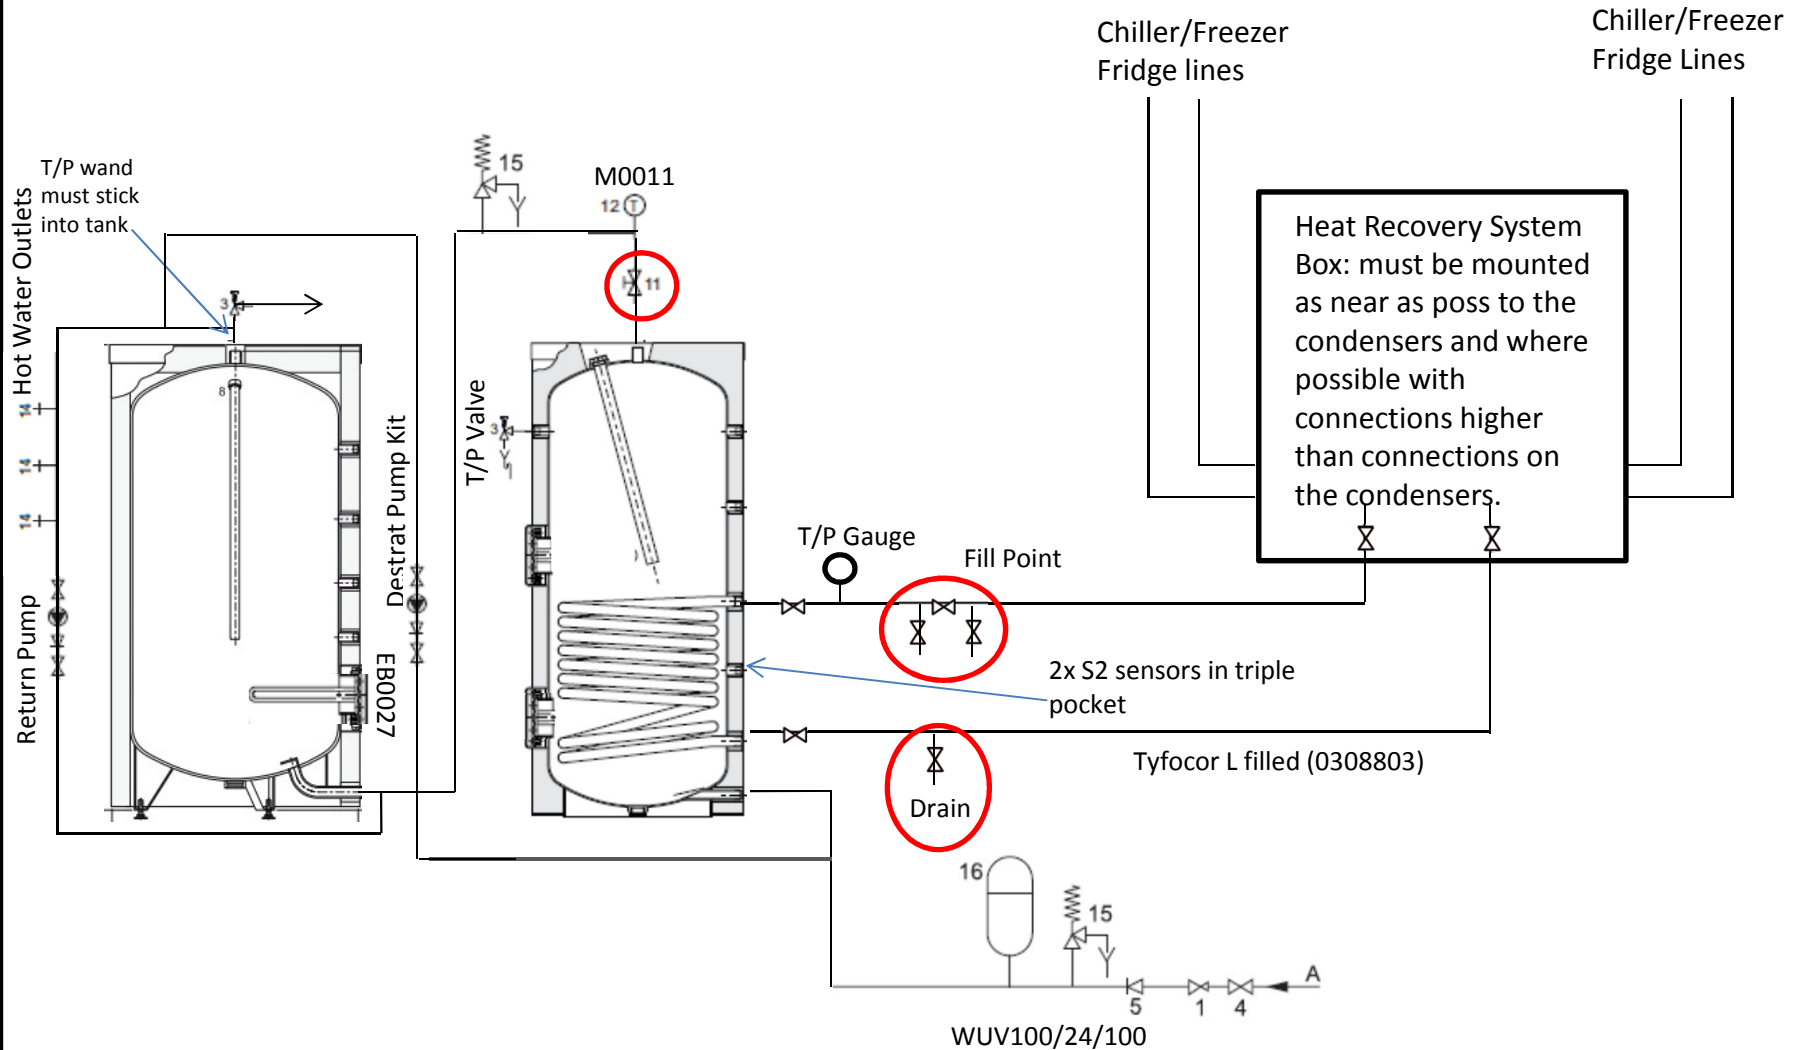 Chiller/Freezer
Fridge lines
Chiller/Freezer
Fridge Lines
T/P wand
must stick
into tank
Hot Water Outlets
15
M0011
12 T
11
3
Heat Recovery System
Box: must be mounted
as near as poss to the
condensers and where
possible with
connections higher
than connections on
the condensers.
8
14
14
14
3
T/P Valve
Destrat Pump Kit
Return Pump
EB0027
T/P Gauge
Fill Point
2x S2 sensors in triple
pocket
Tyfocor L filled (0308803)
Drain
16
15
A
5
1
4
WUV100/24/100